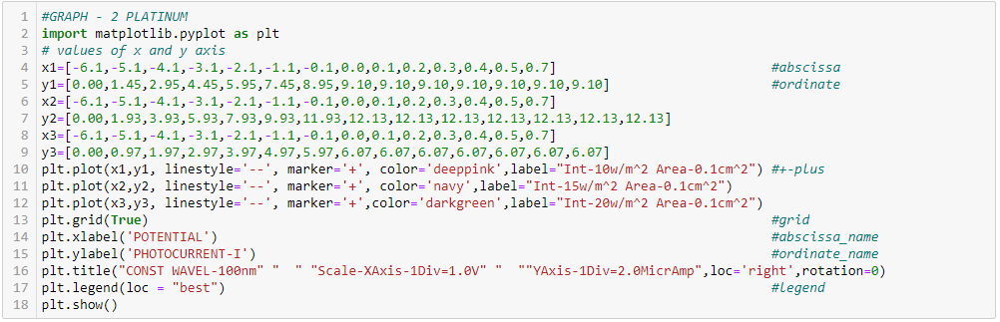 1 #GRAPH - 2 PLATINUM
2 import matplotlib.pyplot as plt
3 # values of x and y axis
4 x1=[-6.1,-5.1,-4.1,-3.1,-2.1,-1.1,-0.1,0.0,0.1,0.2,0.3,0.4,0.5,0.7] #abscissa
5 y1=[0.00,1.45,2.95,4.45,5.95,7.45,8.95,9.10,9.10,9.10,9.10,9.10,9.10,9.10] #ordinate
6 x2=[-6.1,-5.1,-4.1,-3.1,-2.1,-1.1,-0.1,0.0,0.1,0.2,0.3,0.4,0.5,0.7]
7 y2=[0.00,1.93,3.93,5.93,7.93,9.93,11.93,12.13,12.13,12.13,12.13,12.13,12.13,12.13]
8 x3=[-6.1,-5.1,-4.1,-3.1,-2.1,-1.1,-0.1,0.0,0.1,0.2,0.3,0.4,0.5,0.7]
9 y3=[0.00,0.97,1.97,2.97,3.97,4.97,5.97,6.07,6.07,6.07,6.07,6.07,6.07,6.07]
10 plt.plot(x1,y1, linestyle='--', marker='+', color='deeppink',label="Int-10w/m^2 Area-0.1cm^2") #+-plus
11 plt.plot(x2,y2, linestyle='--', marker='+', color='navy',label="Int-15w/m^2 Area-0.1cm^2")
12 plt.plot(x3,y3, linestyle='--', marker='+',color='darkgreen',label="Int-20w/m^2 Area-0.1cm^2")
13 plt.grid(True) #grid
14 plt.xlabel('POTENTIAL') #abscissa_name
15 plt.ylabel('PHOTOCURRENT-I') #ordinate_name
16 plt.title("CONST WAVEL-100nm" "  " "Scale-XAxis-1Div=1.0V" "  ""YAxis-1Div=2.0MicrAmp",loc='right',rotation=0)
17 plt.legend(loc = "best") #legend
18 plt.show()